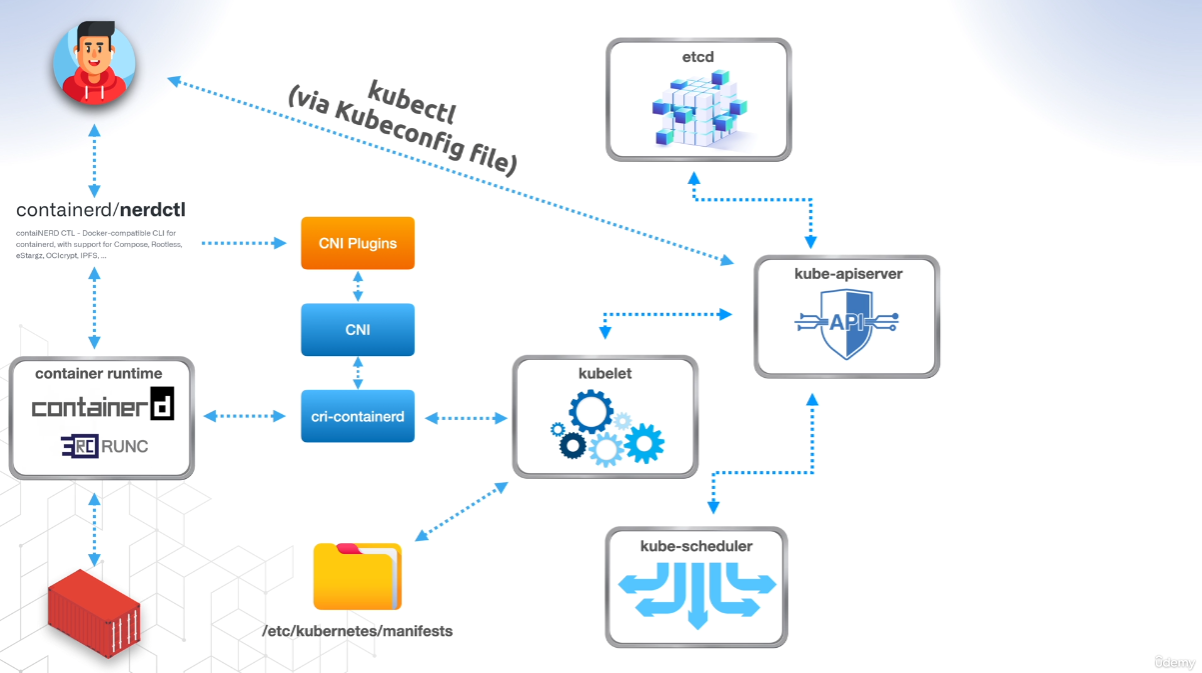 etcd
kubectl
(via Kubeconfig file)
containerd/nerdctl
contaiNERD CTL - Docker-compatible CLI for
containerd, with support for Compose, Rootless,
eStargz, OCIcrypt, IPFS, ...
CNI Plugins
kube-apiserver
API
CNI
container runtime
containerd
RC RUNC
cri-containerd
kubelet
kube-scheduler
/etc/kubernetes/manifests
ûdemy